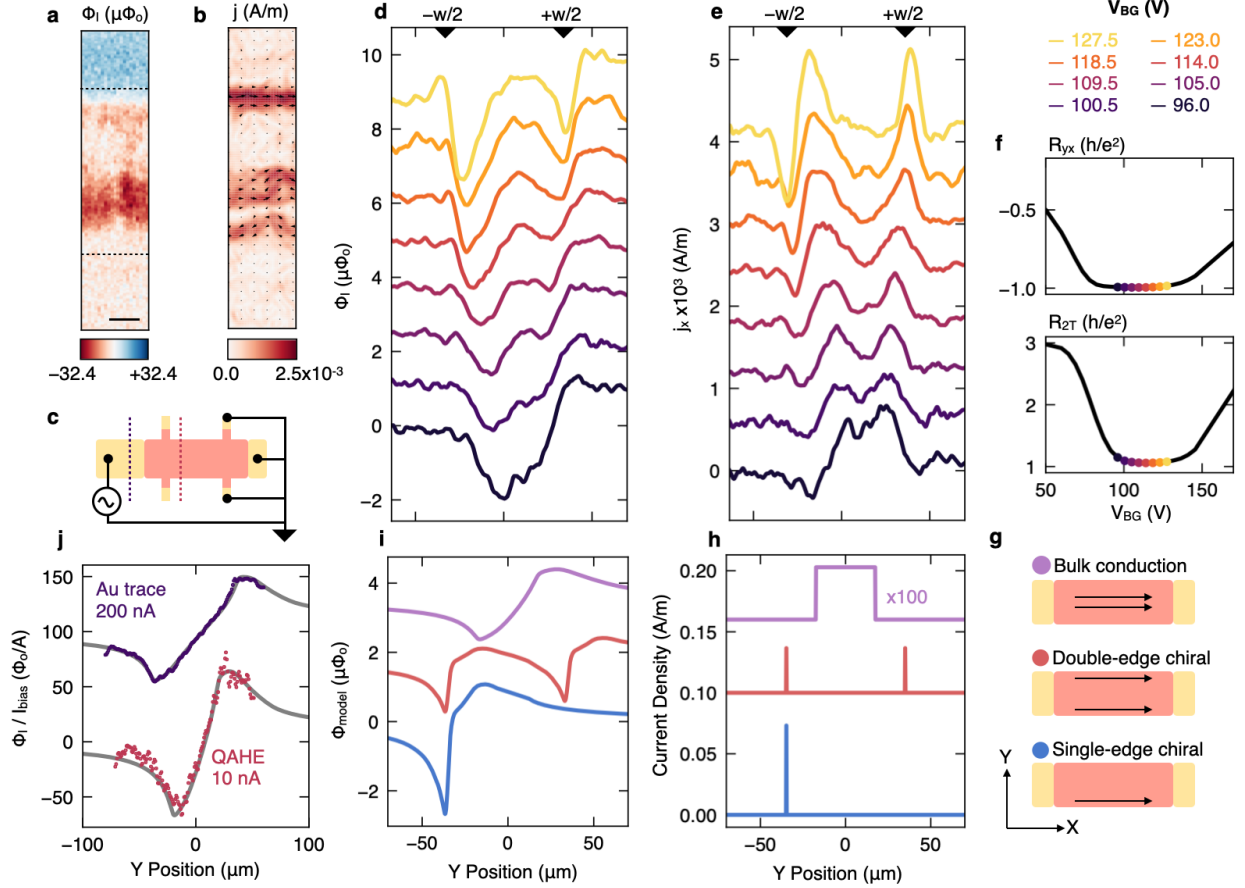 a
Φ_I (μΦ₀)
−32.4
+32.4
b
j (A/m)
0.0
2.5x10⁻³
c
d
−w/2
+w/2
Φ_I (μΦ₀)
10
8
6
4
2
0
−2
e
−w/2
+w/2
jₓ x10³ (A/m)
5
4
3
2
1
0
V_BG (V)
127.5
123.0
118.5
114.0
109.5
105.0
100.5
96.0
f
R_yx (h/e²)
−0.5
−1.0
R_2T (h/e²)
3
2
1
50
100
150
V_BG (V)
j
Φ_I / I_bias (Φ₀/A)
150
100
50
0
−50
Au trace
200 nA
QAHE
10 nA
−100
0
100
Y Position (μm)
i
Φ_model (μΦ₀)
4
2
0
−2
−50
0
50
Y Position (μm)
h
Current Density (A/m)
0.20
0.15
0.10
0.05
0.00
x100
−50
0
50
Y Position (μm)
g
Bulk conduction
Double-edge chiral
Single-edge chiral
Y
X